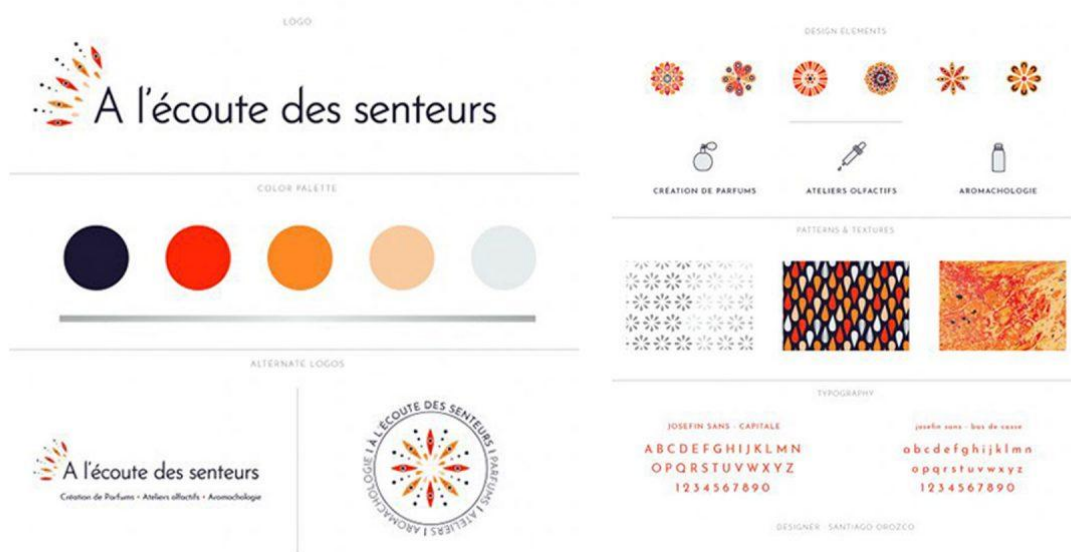 LOGO
A l'écoute des senteurs
COLOR PALETTE
ALTERNATE LOGOS
A l'écoute des senteurs
Création de Parfums • Ateliers olfactifs • Aromachologie
| À L'ÉCOUTE DES SENTEURS | PARFUMS | ATELIERS | AROMACHOLOGIE
DESIGN ELEMENTS
CRÉATION DE PARFUMS
ATELIERS OLFACTIFS
AROMACHOLOGIE
PATTERNS & TEXTURES
TYPOGRAPHY
JOSEFIN SANS - CAPITALE
ABCDEFGHIJKLMN
OPQRSTUVWXYZ
1234567890
josefin sans - bas de casse
abcdefghijklmn
opqrstuvwxyz
1234567890
DESIGNER - SANTIAGO OROZCO